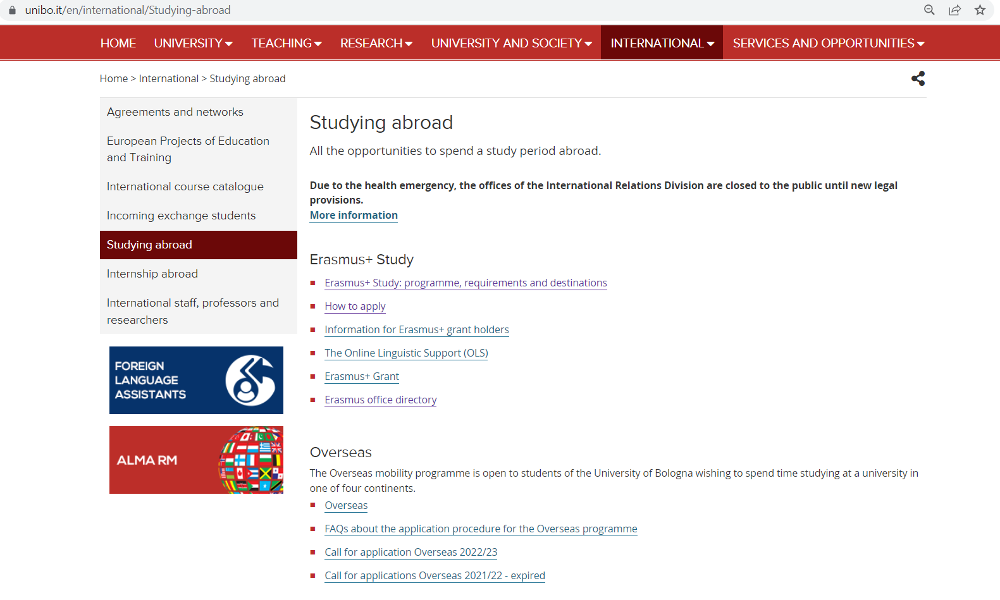 unibo.it/en/international/Studying-abroad
HOME UNIVERSITY TEACHING RESEARCH UNIVERSITY AND SOCIETY INTERNATIONAL SERVICES AND OPPORTUNITIES
Home > International > Studying abroad
Agreements and networks
European Projects of Education
and Training
International course catalogue
Incoming exchange students
Studying abroad
Internship abroad
International staff, professors and
researchers
FOREIGN
LANGUAGE
ASSISTANTS
ALMA RM
Studying abroad
All the opportunities to spend a study period abroad.
Due to the health emergency, the offices of the International Relations Division are closed to the public until new legal
provisions.
More information
Erasmus+ Study
Erasmus+ Study: programme, requirements and destinations
How to apply
Information for Erasmus+ grant holders
The Online Linguistic Support (OLS)
Erasmus+ Grant
Erasmus office directory
Overseas
The Overseas mobility programme is open to students of the University of Bologna wishing to spend time studying at a university in
one of four continents.
Overseas
FAQs about the application procedure for the Overseas programme
Call for application Overseas 2022/23
Call for applications Overseas 2021/22 - expired